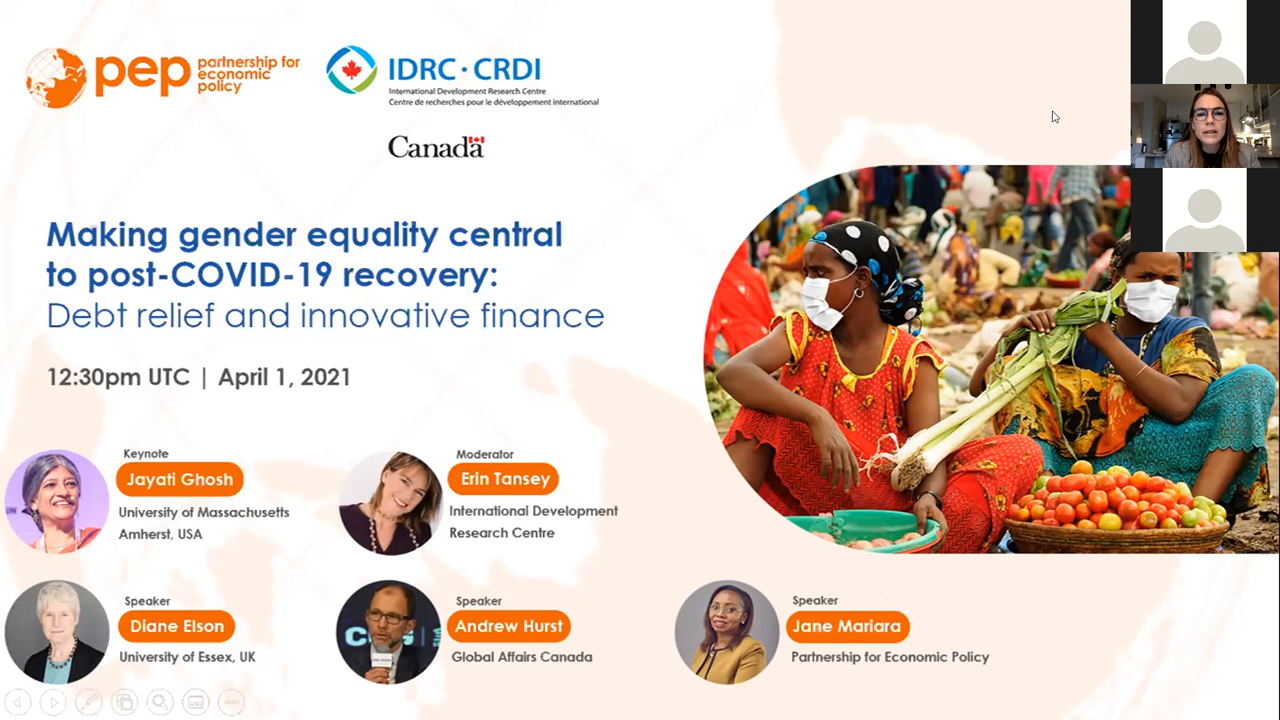 pep
partnership for
economic
policy
IDRC · CRDI
International Development Research Centre
Centre de recherches pour le développement international
Canada
Making gender equality central
to post-COVID-19 recovery:
Debt relief and innovative finance
12:30pm UTC | April 1, 2021
Keynote
Jayati Ghosh
University of Massachusetts
Amherst, USA
Moderator
Erin Tansey
International Development
Research Centre
Speaker
Diane Elson
University of Essex, UK
Speaker
Andrew Hurst
Global Affairs Canada
Speaker
Jane Mariara
Partnership for Economic Policy